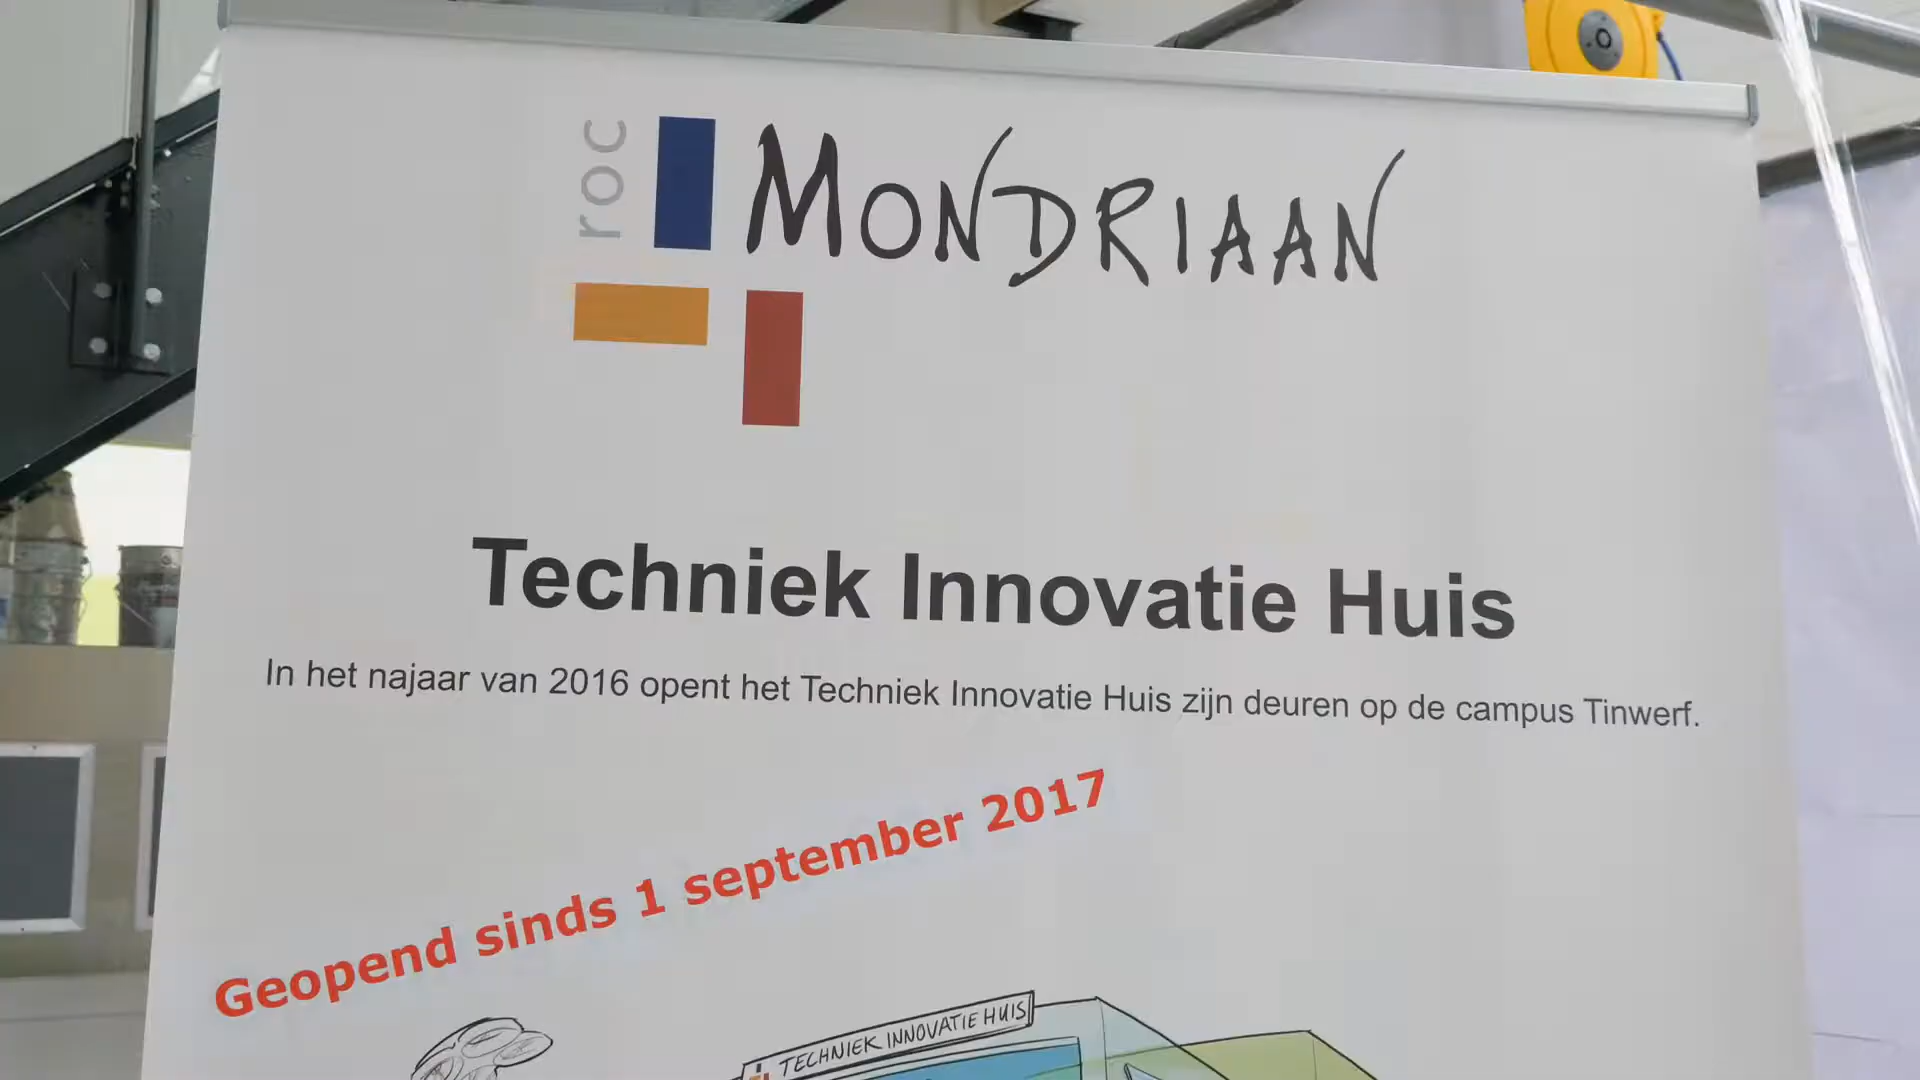 roc
MONDRIAAN
Techniek Innovatie Huis
In het najaar van 2016 opent het Techniek Innovatie Huis zijn deuren op de campus Tinwerf.
Geopend sinds 1 september 2017
TECHNIEK INNOVATIE HUIS